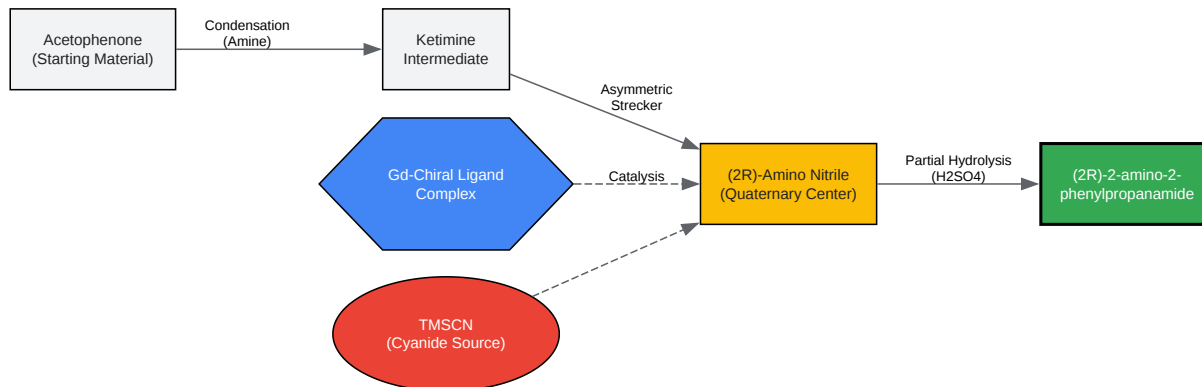 Acetophenone
(Starting Material)
Condensation
(Amine)
Ketimine
Intermediate
Asymmetric
Strecker
Gd-Chiral Ligand
Complex
Catalysis
(2R)-Amino Nitrile
(Quaternary Center)
Partial Hydrolysis
(H2SO4)
(2R)-2-amino-2-
phenylpropanamide
TMSCN
(Cyanide Source)